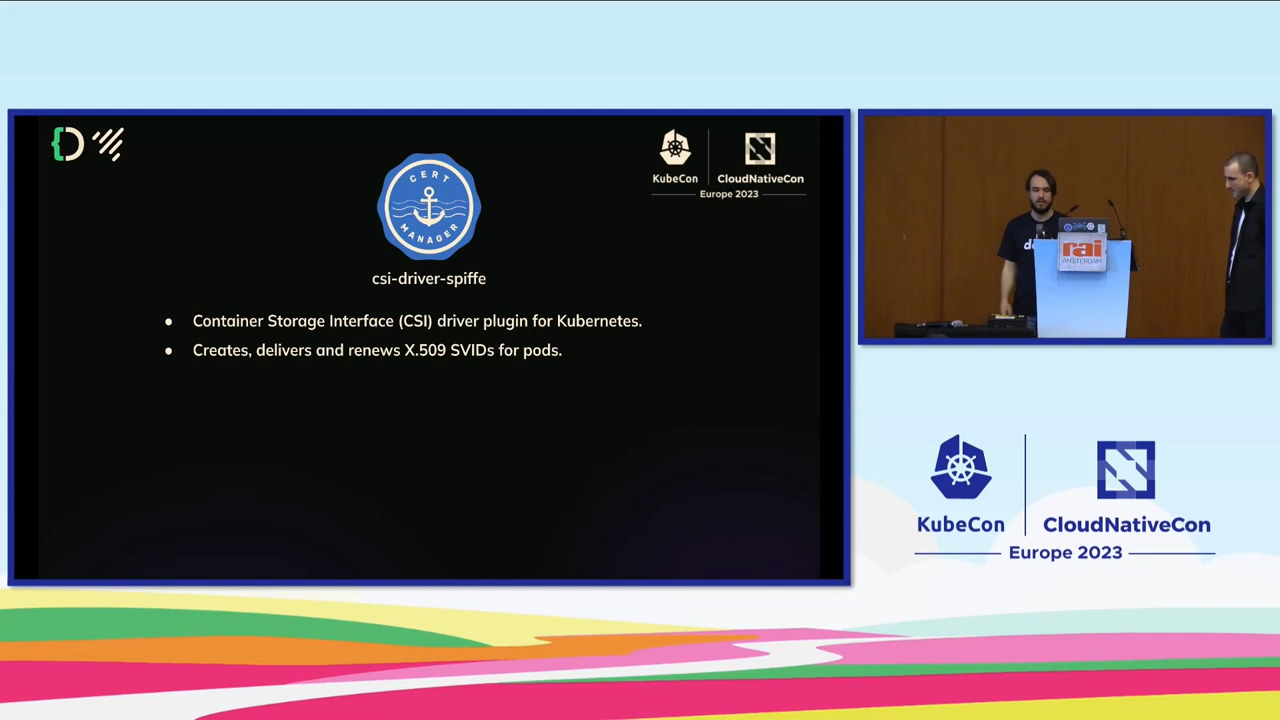 KubeCon
CloudNativeCon
Europe 2023
CERT
MANAGER
csi-driver-spiffe
● Container Storage Interface (CSI) driver plugin for Kubernetes.
● Creates, delivers and renews X.509 SVIDs for pods.
rai
AMSTERDAM
KubeCon
CloudNativeCon
Europe 2023